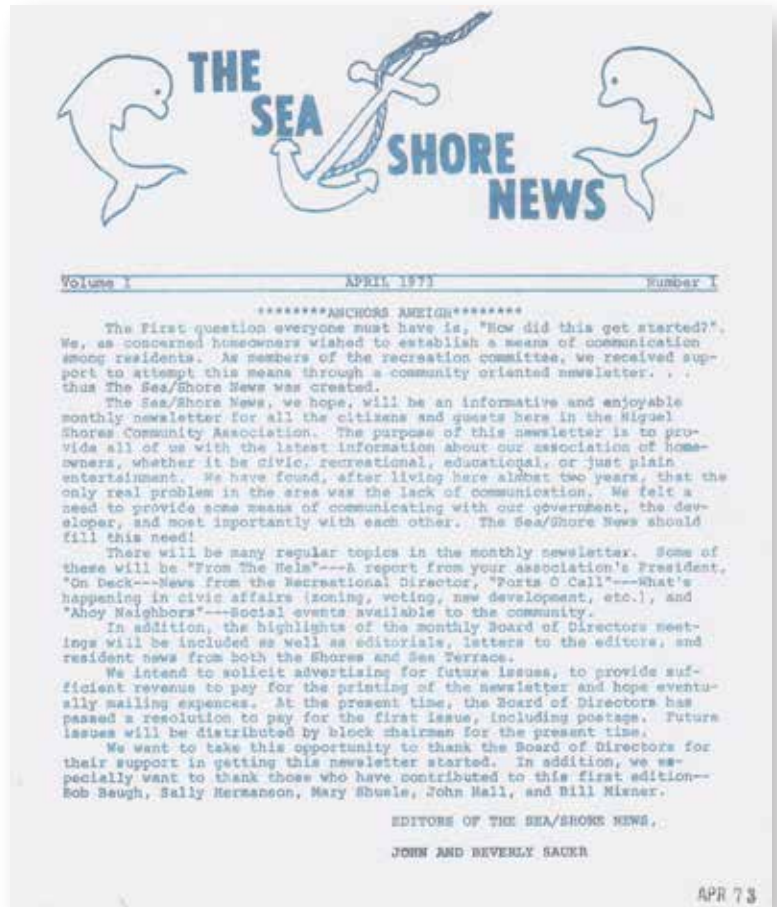 THE
SEA
SHORE
NEWS
Volume I APRIL 1973 Number 1
********ANCHORS AWEIGH********
The First question everyone must have is, "How did this get started?".
We, as concerned homeowners wished to establish a means of communication
among residents. As members of the recreation committee, we received sup-
port to attempt this means through a community oriented newsletter. . .
thus The Sea/Shore News was created.
The Sea/Shore News, we hope, will be an informative and enjoyable
monthly newsletter for all the citizens and guests here in the Niguel
Shores Community Association. The purpose of this newsletter is to pro-
vide all of us with the latest information about our association of home-
owners, whether it be civic, recreational, educational, or just plain
entertainment. We have found, after living here almost two years, that the
only real problem in the area was the lack of communication. We felt a
need to provide some means of communicating with our government, the dev-
eloper, and most importantly with each other. The Sea/Shore News should
fill this need!
There will be many regular topics in the monthly newsletter. Some of
these will be "From The Helm"---A report from your association's President,
"On Deck---News from the Recreational Director, "Ports O Call"---What's
happening in civic affairs (zoning, voting, new development, etc.), and
"Ahoy Neighbors"---Social events available to the community.
In addition, the highlights of the monthly Board of Directors meet-
ings will be included as well as editorials, letters to the editors, and
resident news from both the Shores and Sea Terrace.
We intend to solicit advertising for future issues, to provide suf-
ficient revenue to pay for the printing of the newsletter and hope eventu-
ally mailing expences. At the present time, the Board of Directors has
passed a resolution to pay for the first issue, including postage. Future
issues will be distributed by block chairman for the present time.
We want to take this opportunity to thank the Board of Directors for
their support in getting this newsletter started. In addition, we es-
pecially want to thank those who have contributed to this first edition--
Bob Baugh, Sally Hermanson, Mary Shuele, John Hall, and Bill Mixner.
EDITORS OF THE SEA/SHORE NEWS,
JOHN AND BEVERLY SAUER
APR 73